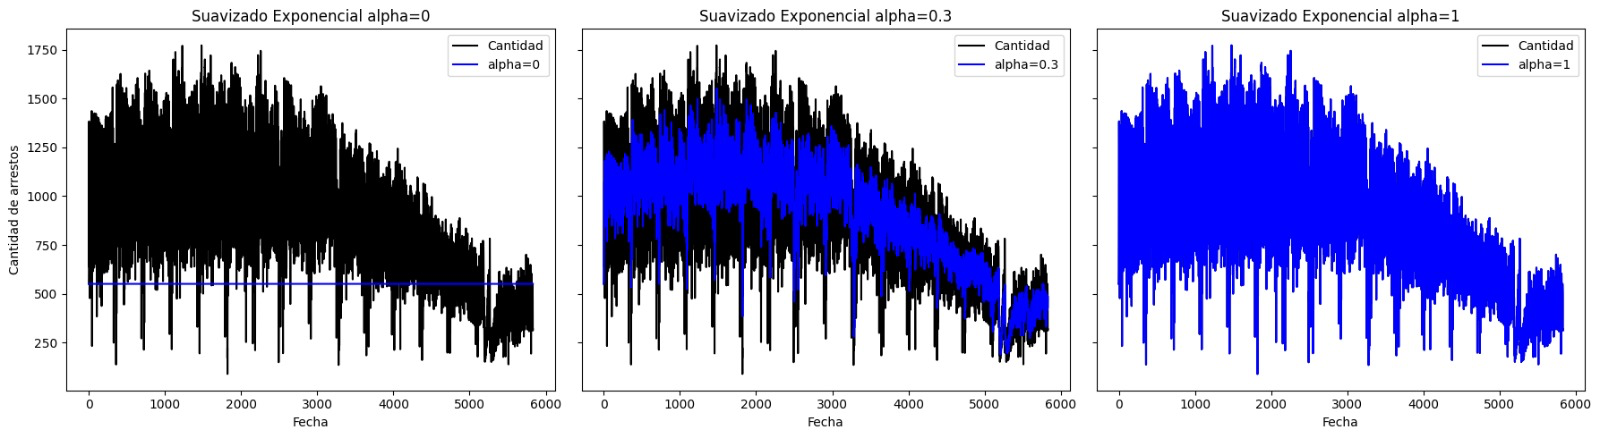 Suavizado Exponencial alpha=0
Cantidad
alpha=0
1750
1500
1250
1000
750
500
250
Cantidad de arrestos
0 1000 2000 3000 4000 5000 6000
Fecha
Suavizado Exponencial alpha=0.3
Cantidad
alpha=0.3
0 1000 2000 3000 4000 5000 6000
Fecha
Suavizado Exponencial alpha=1
Cantidad
alpha=1
0 1000 2000 3000 4000 5000 6000
Fecha